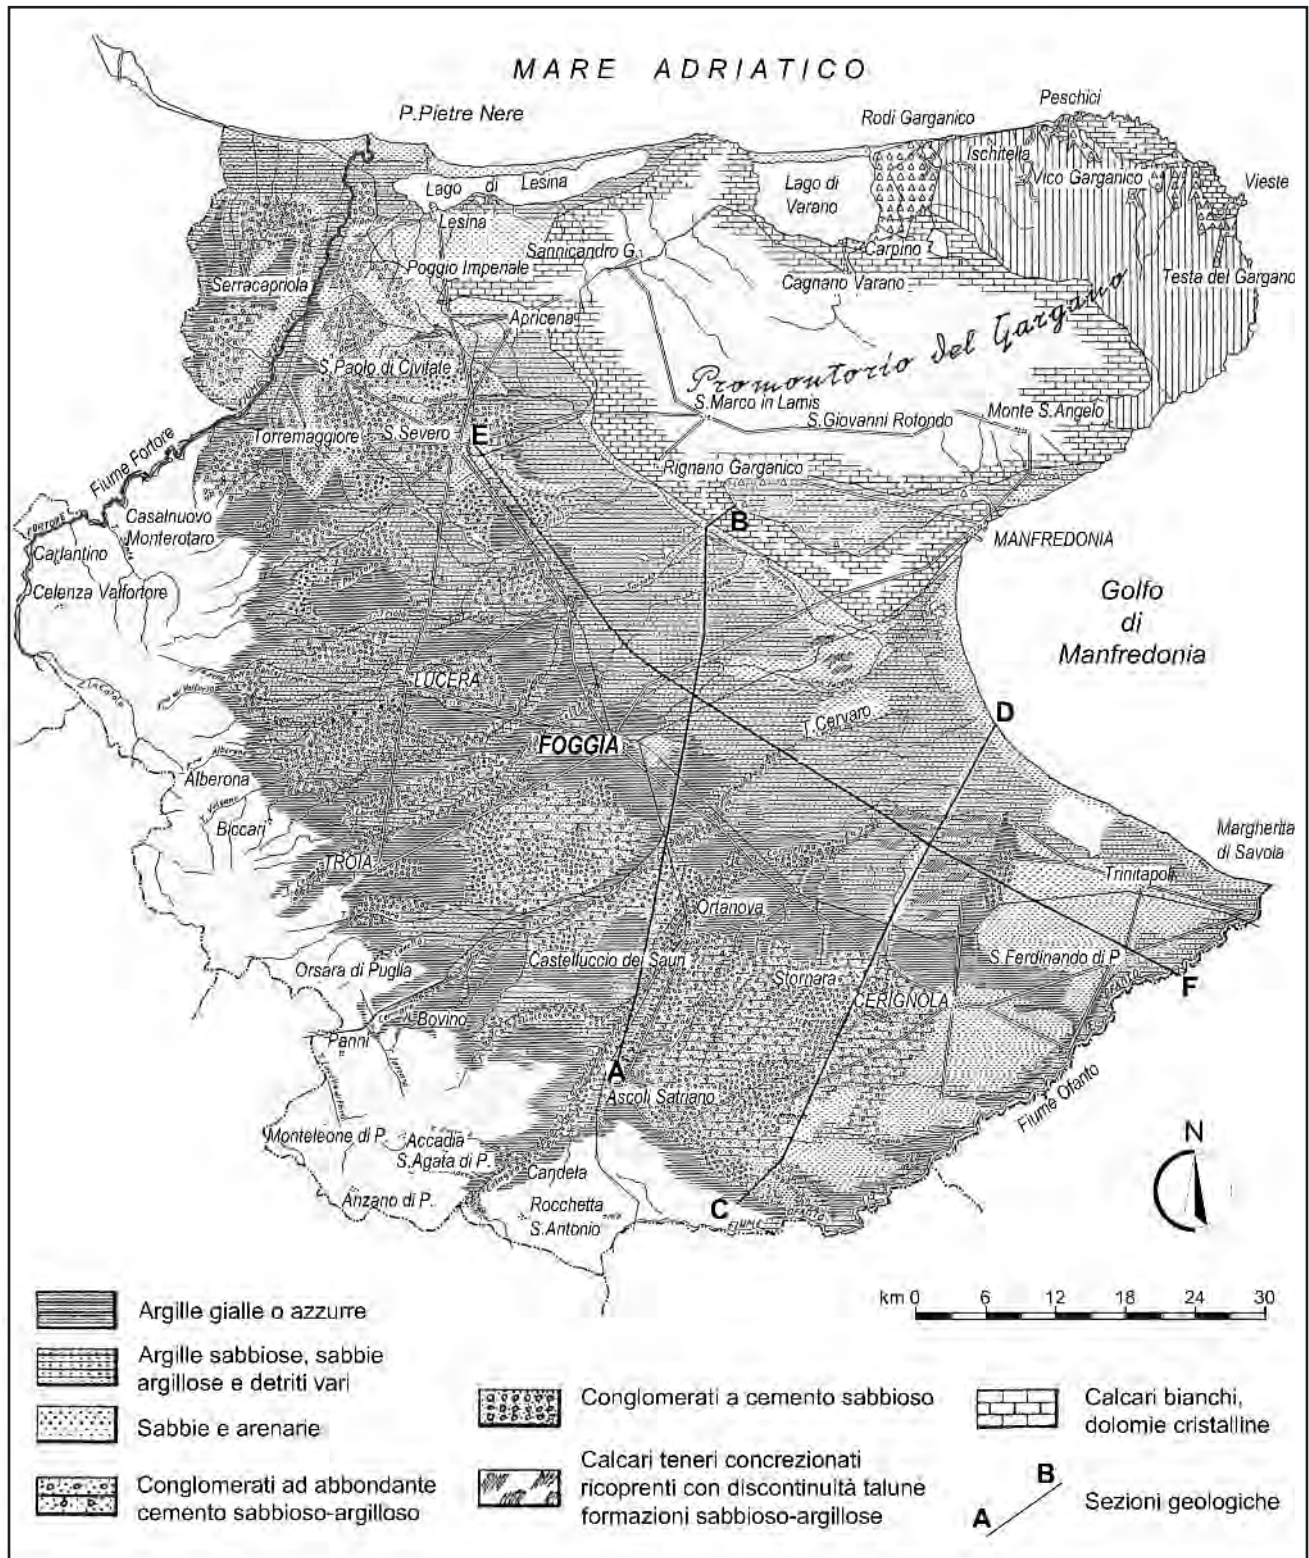 MARE ADRIATICO
P.Pietre Nere
Rodi Garganico
Peschici
Ischitella
Vico Garganico
Vieste
Lago di Lesina
Lago di
Varano
Lesina
Sannicandro G.
Carpino
Poggio Imperiale
Cagnano Varano
Testa del Gargano
Serracapriola
Apricena
Promontorio del Gargano
S.Paolo di Civitate
S.Marco in Lamis
S.Giovanni Rotondo
Monte S.Angelo
Torremaggiore
S.Severo
E
Fiume Fortore
Rignano Garganico
B
Casalnuovo
Monterotaro
MANFREDONIA
Carlantino
Celenza Valfortore
Golfo
di
Manfredonia
LUCERA
T.Cervaro
D
FOGGIA
Alberona
Biccari
TROIA
Margherita
di Savoia
Trinitapoli
Ortanova
Castelluccio dei Sauri
Orsara di Puglia
Stornara
S.Ferdinando di P.
CERIGNOLA
F
Bovino
Panni
OFANTO
A
Ascoli Satriano
Fiume Ofanto
Monteleone di P.
Accadia
S.Agata di P.
Candela
Anzano di P.
Rocchetta
S.Antonio
C
FIUME OFANTO
N
km 0 6 12 18 24 30
Argille gialle o azzurre
Argille sabbiose, sabbie
argillose e detriti vari
Sabbie e arenarie
Conglomerati ad abbondante
cemento sabbioso-argilloso
Conglomerati a cemento sabbioso
Calcari teneri concrezionati
ricoprenti con discontinuità talune
formazioni sabbioso-argillose
Calcari bianchi,
dolomie cristalline
A B
Sezioni geologiche